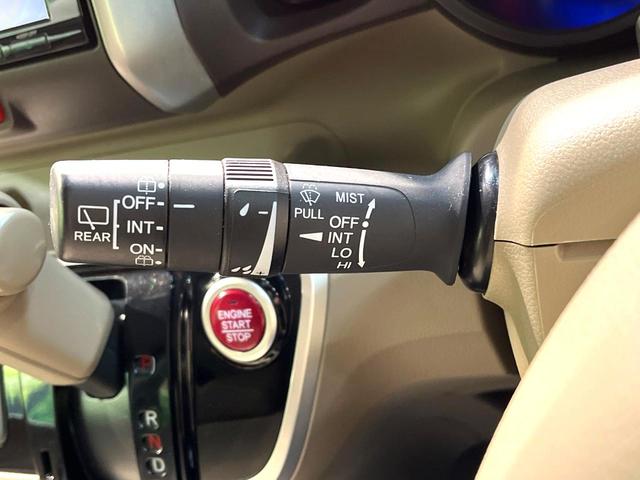 OFF
INT
ON
REAR
MIST
PULL
OFF
INT
LO
HI
ENGINE
START
STOP
P
R
N
D